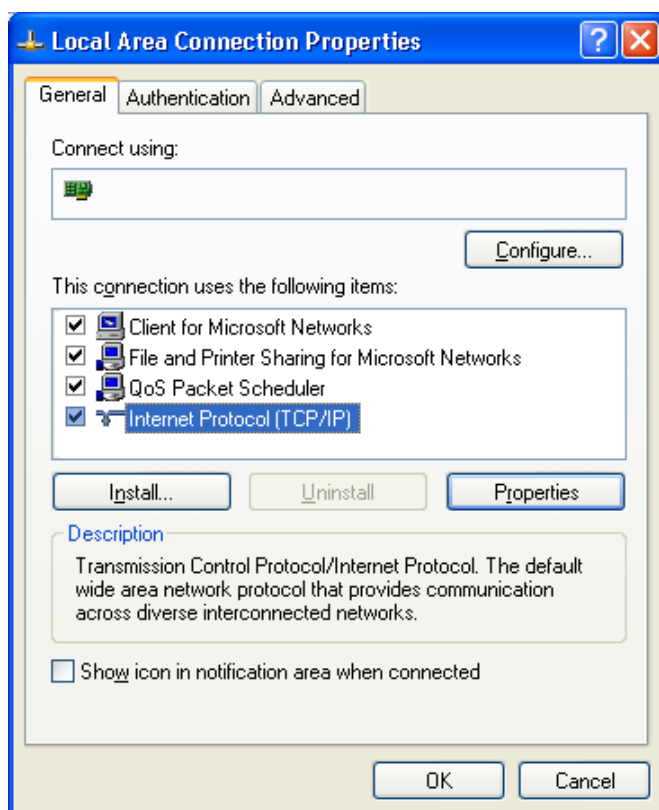 Local Area Connection Properties
?
General Authentication Advanced
Connect using:
Configure...
This connection uses the following items:
Client for Microsoft Networks
File and Printer Sharing for Microsoft Networks
QoS Packet Scheduler
Internet Protocol (TCP/IP)
Install... Uninstall Properties
Description
Transmission Control Protocol/Internet Protocol. The default
wide area network protocol that provides communication
across diverse interconnected networks.
Show icon in notification area when connected
OK Cancel